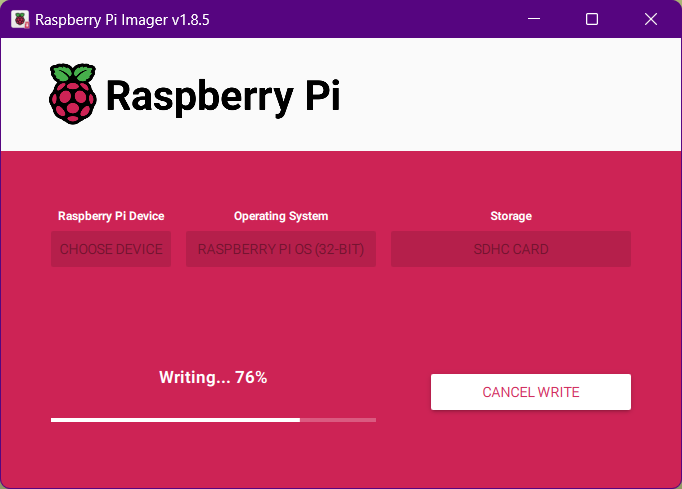 Raspberry Pi Imager v1.8.5
Raspberry Pi
Raspberry Pi Device
Operating System
Storage
CHOOSE DEVICE
RASPBERRY PI OS (32-BIT)
SDHC CARD
Writing... 76%
CANCEL WRITE